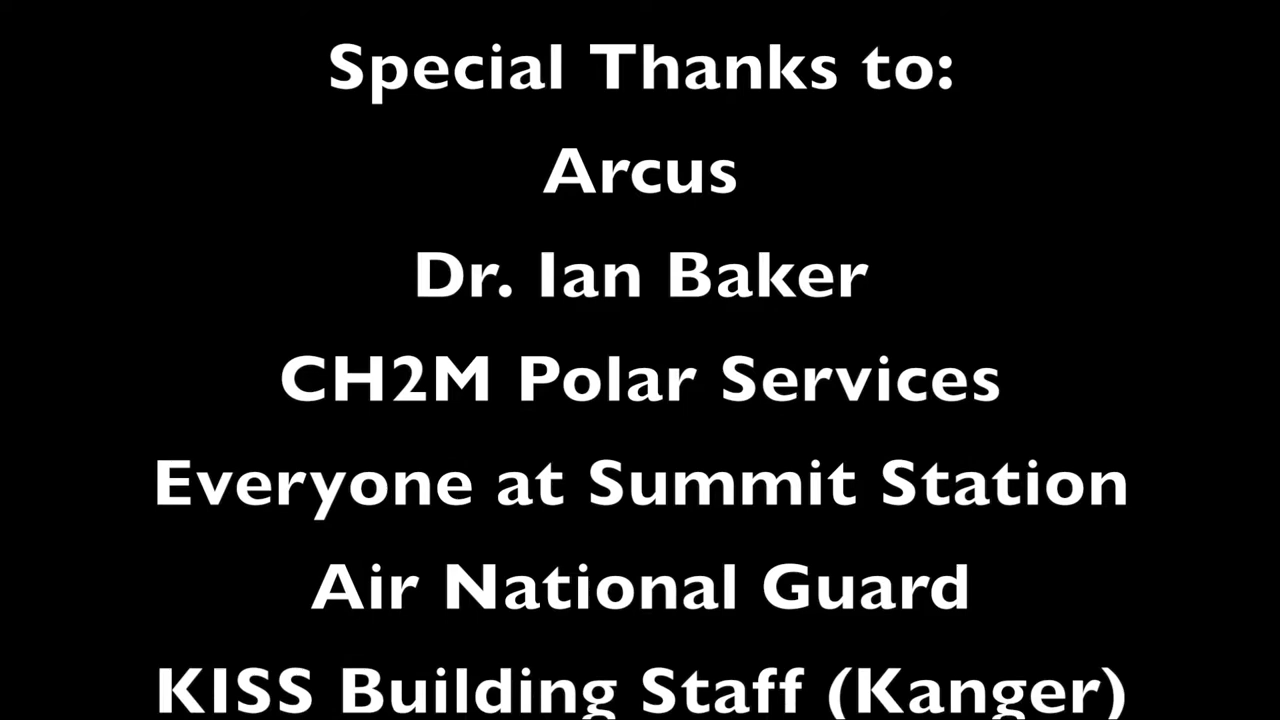 Special Thanks to:
Arcus
Dr. Ian Baker
CH2M Polar Services
Everyone at Summit Station
Air National Guard
KISS Building Staff (Kanger)